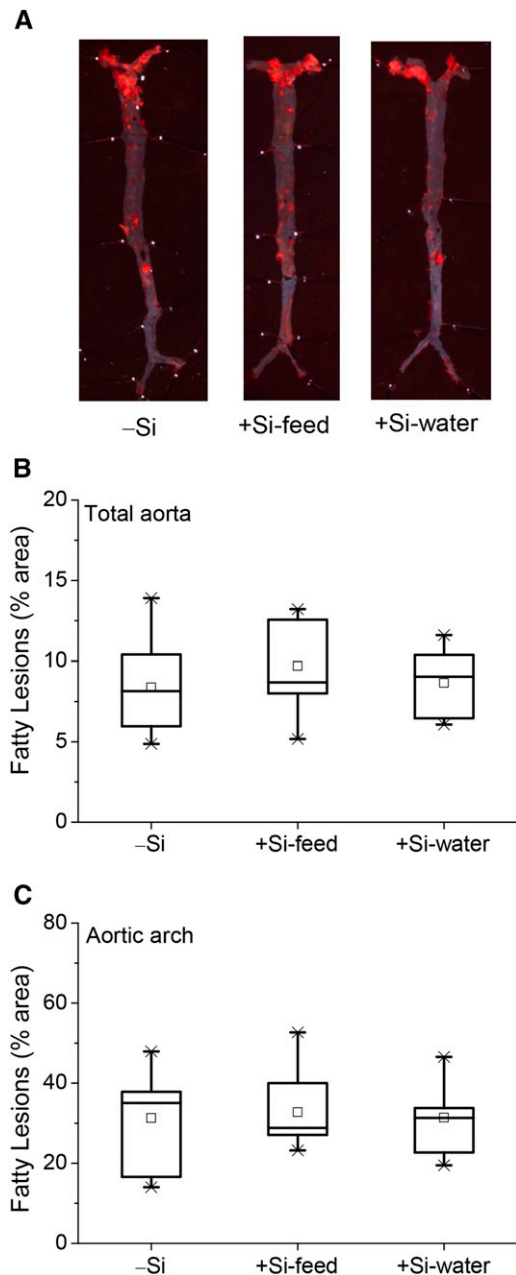 A
–Si +Si-feed +Si-water
B
20
Total aorta
15
10
5
0
Fatty Lesions (% area)
–Si +Si-feed +Si-water
C
80
Aortic arch
60
40
20
0
Fatty Lesions (% area)
–Si +Si-feed +Si-water